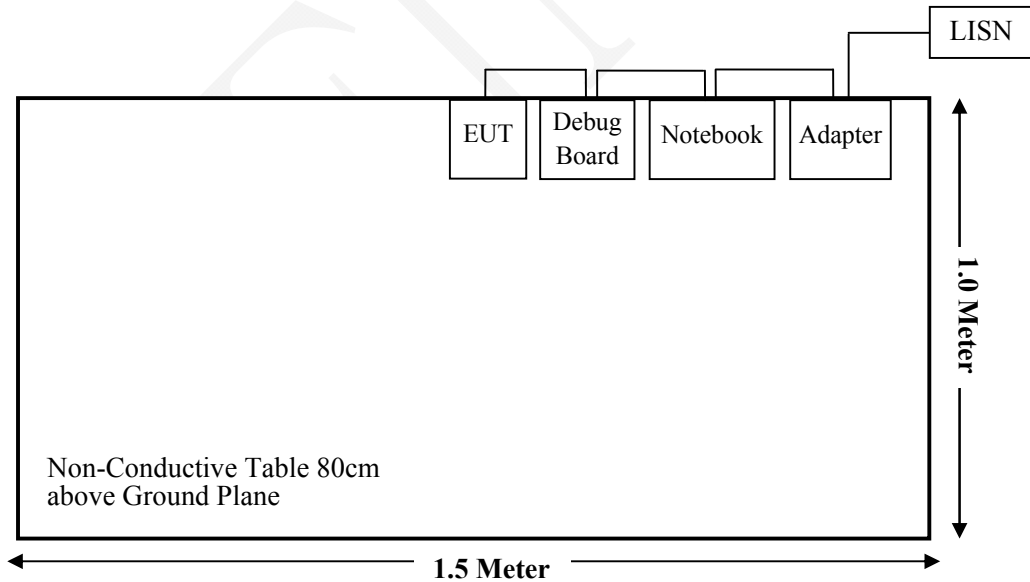 LISN
EUT
Debug
Board
Notebook
Adapter
1.0 Meter
Non-Conductive Table 80cm
above Ground Plane
1.5 Meter